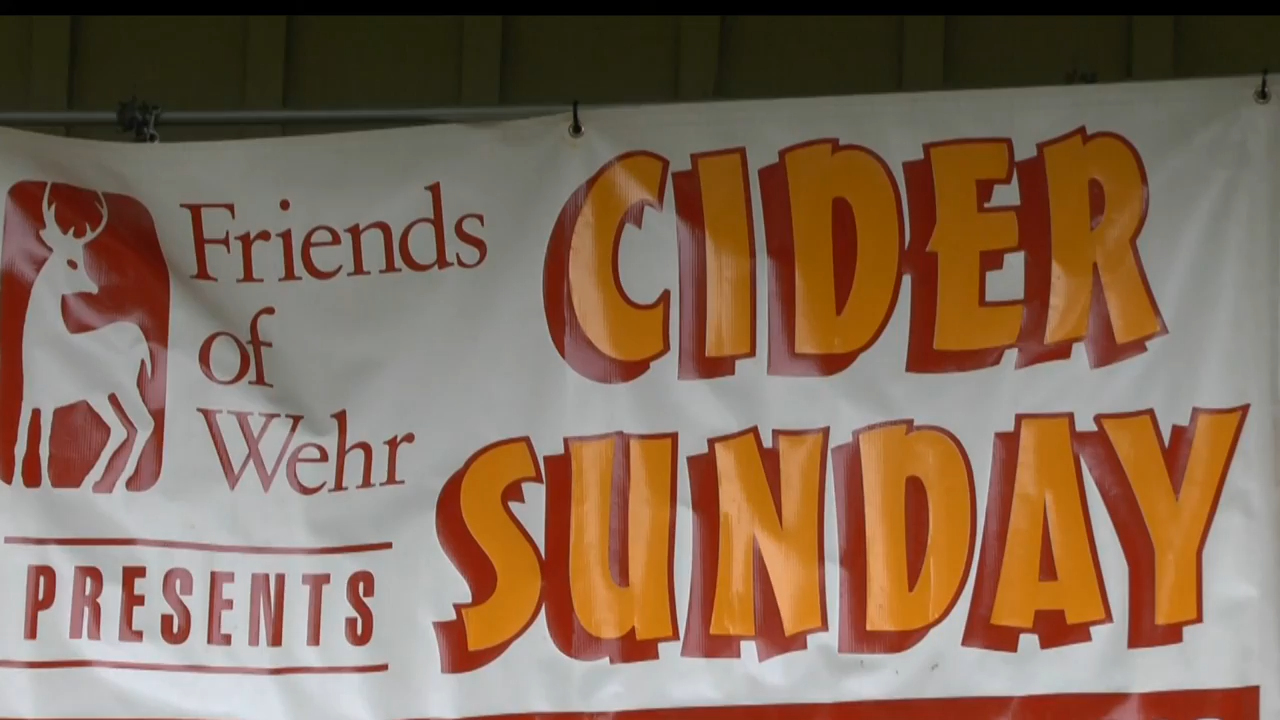 Friends
of
Wehr
PRESENTS
CIDER
SUNDAY